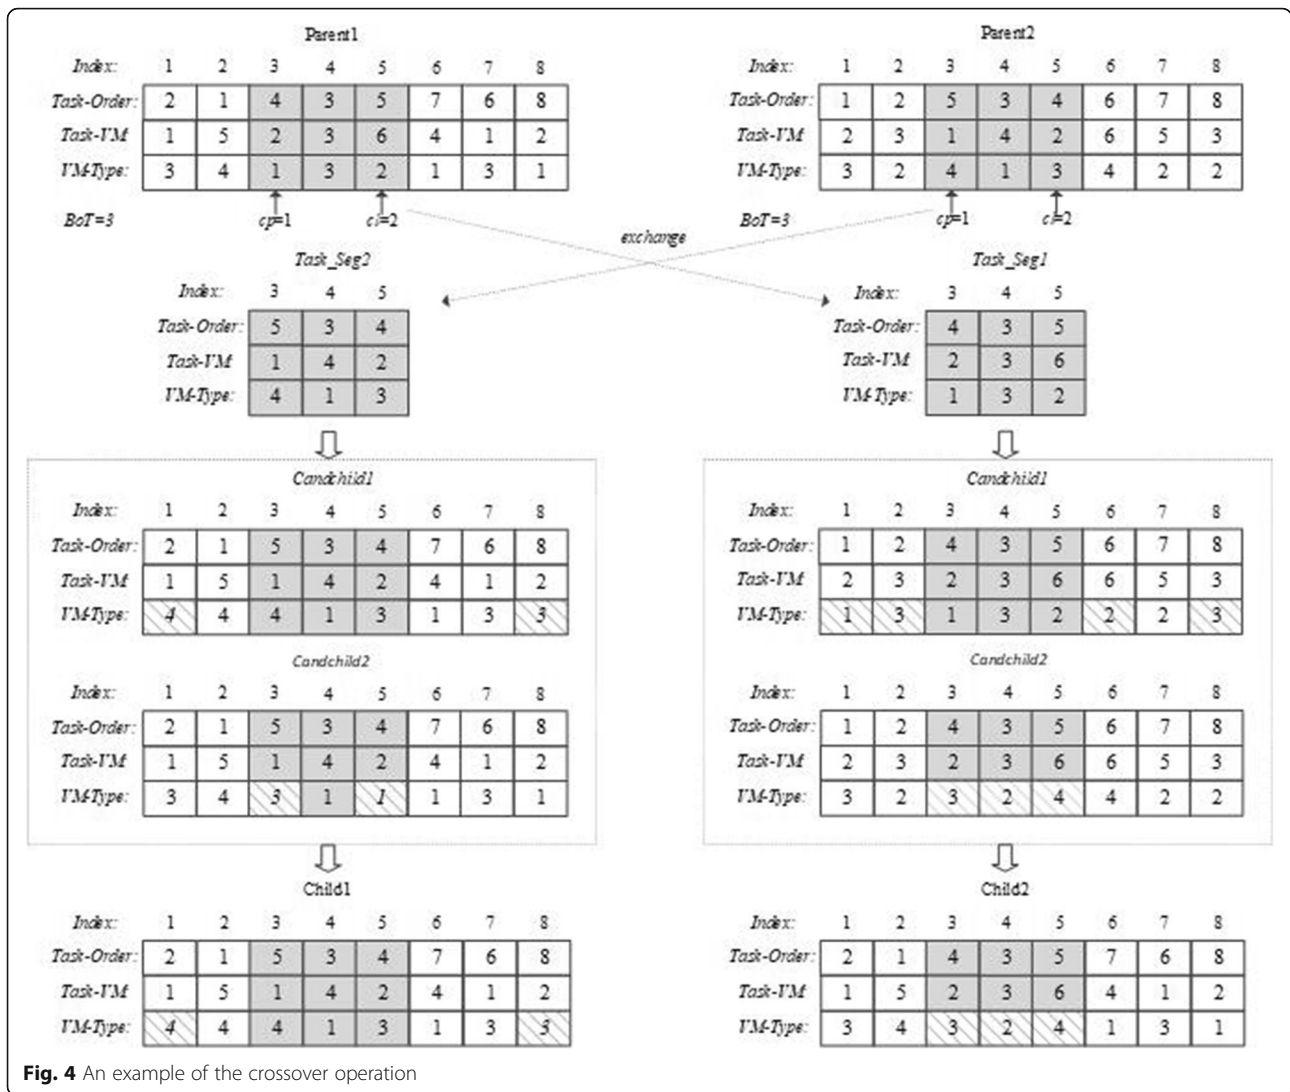 Parent1 Parent2
Index: 1 2 3 4 5 6 7 8 Index: 1 2 3 4 5 6 7 8
Task-Order: 2 1 4 3 5 7 6 8 Task-Order: 1 2 5 3 4 6 7 8
Task-VM 1 5 2 3 6 4 1 2 Task-VM 2 3 1 4 2 6 5 3
VM-Type: 3 4 1 3 2 1 3 1 VM-Type: 3 2 4 1 3 4 2 2
BoT=3 cp=1 cl=2 exchange BoT=3 cp=1 cl=2
Task_Seg2 Task_Seg1
Index: 3 4 5 Index: 3 4 5
Task-Order: 5 3 4 Task-Order: 4 3 5
Task-VM 1 4 2 Task-VM 2 3 6
VM-Type: 4 1 3 VM-Type: 1 3 2
Candchild1 Candchild1
Index: 1 2 3 4 5 6 7 8 Index: 1 2 3 4 5 6 7 8
Task-Order: 2 1 5 3 4 7 6 8 Task-Order: 1 2 4 3 5 6 7 8
Task-VM 1 5 1 4 2 4 1 2 Task-VM 2 3 2 3 6 6 5 3
VM-Type: 4 4 4 1 3 1 3 3 VM-Type: 1 3 1 3 2 2 2 3
Candchild2 Candchild2
Index: 1 2 3 4 5 6 7 8 Index: 1 2 3 4 5 6 7 8
Task-Order: 2 1 5 3 4 7 6 8 Task-Order: 1 2 4 3 5 6 7 8
Task-VM 1 5 1 4 2 4 1 2 Task-VM 2 3 2 3 6 6 5 3
VM-Type: 3 4 3 1 1 1 3 1 VM-Type: 3 2 3 2 4 4 2 2
Child1 Child2
Index: 1 2 3 4 5 6 7 8 Index: 1 2 3 4 5 6 7 8
Task-Order: 2 1 5 3 4 7 6 8 Task-Order: 2 1 4 3 5 7 6 8
Task-VM 1 5 1 4 2 4 1 2 Task-VM 1 5 2 3 6 4 1 2
VM-Type: 4 4 4 1 3 1 3 3 VM-Type: 3 4 3 2 4 1 3 1
Fig. 4 An example of the crossover operation